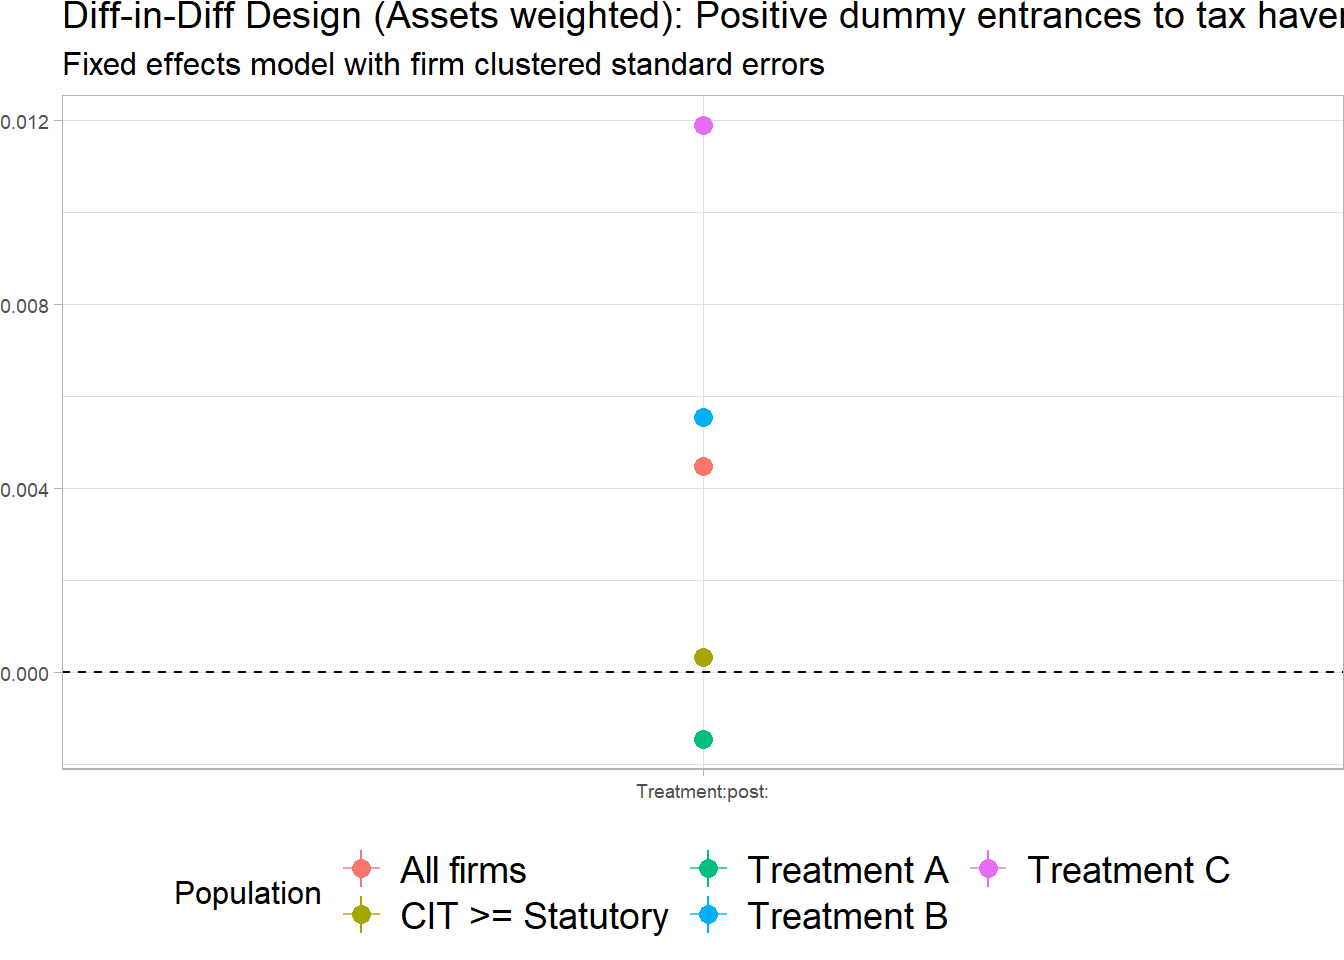 Diff-in-Diff Design (Assets weighted): Positive dummy entrances to tax haven
Fixed effects model with firm clustered standard errors
0.012
0.008
0.004
0.000
Treatment:post:
Population
All firms
Treatment A
Treatment C
CIT >= Statutory
Treatment B